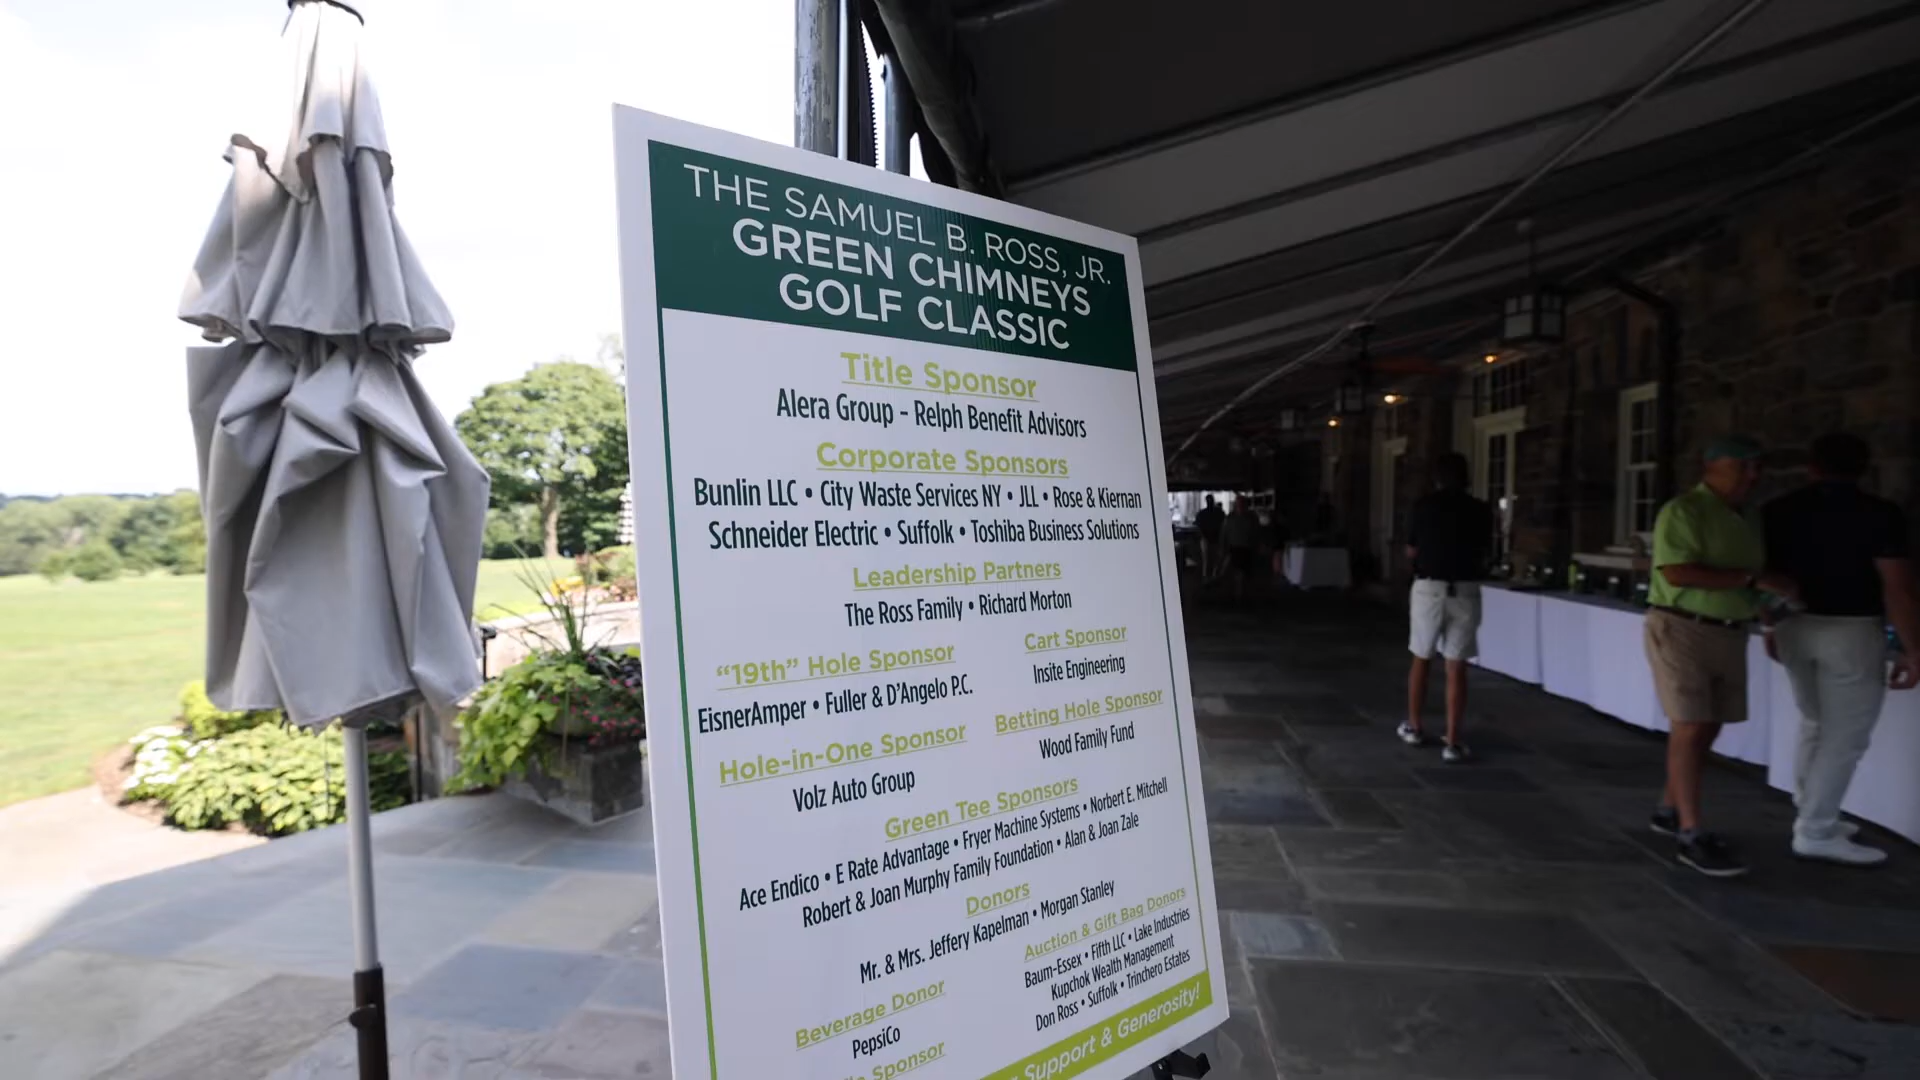 THE SAMUEL B. ROSS, JR.
GREEN CHIMNEYS
GOLF CLASSIC
Title Sponsor
Alera Group - Relph Benefit Advisors
Corporate Sponsors
Bunlin LLC • City Waste Services NY • JLL • Rose & Kiernan
Schneider Electric • Suffolk • Toshiba Business Solutions
Leadership Partners
The Ross Family • Richard Morton
"19th" Hole Sponsor
EisnerAmper • Fuller & D'Angelo P.C.
Cart Sponsor
Insite Engineering
Hole-in-One Sponsor
Volz Auto Group
Betting Hole Sponsor
Wood Family Fund
Green Tee Sponsors
Ace Endico • E Rate Advantage • Fryer Machine Systems • Norbert E. Mitchell
Robert & Joan Murphy Family Foundation • Alan & Joan Zale
Donors
Mr. & Mrs. Jeffery Kapelman • Morgan Stanley
Beverage Donor
PepsiCo
Sponsor
Auction & Gift Bag Donors
Baum-Essex • Fifth LLC • Lake Industries
Kupchok Wealth Management
Don Ross • Suffolk • Trinchero Estates
Support & Generosity!